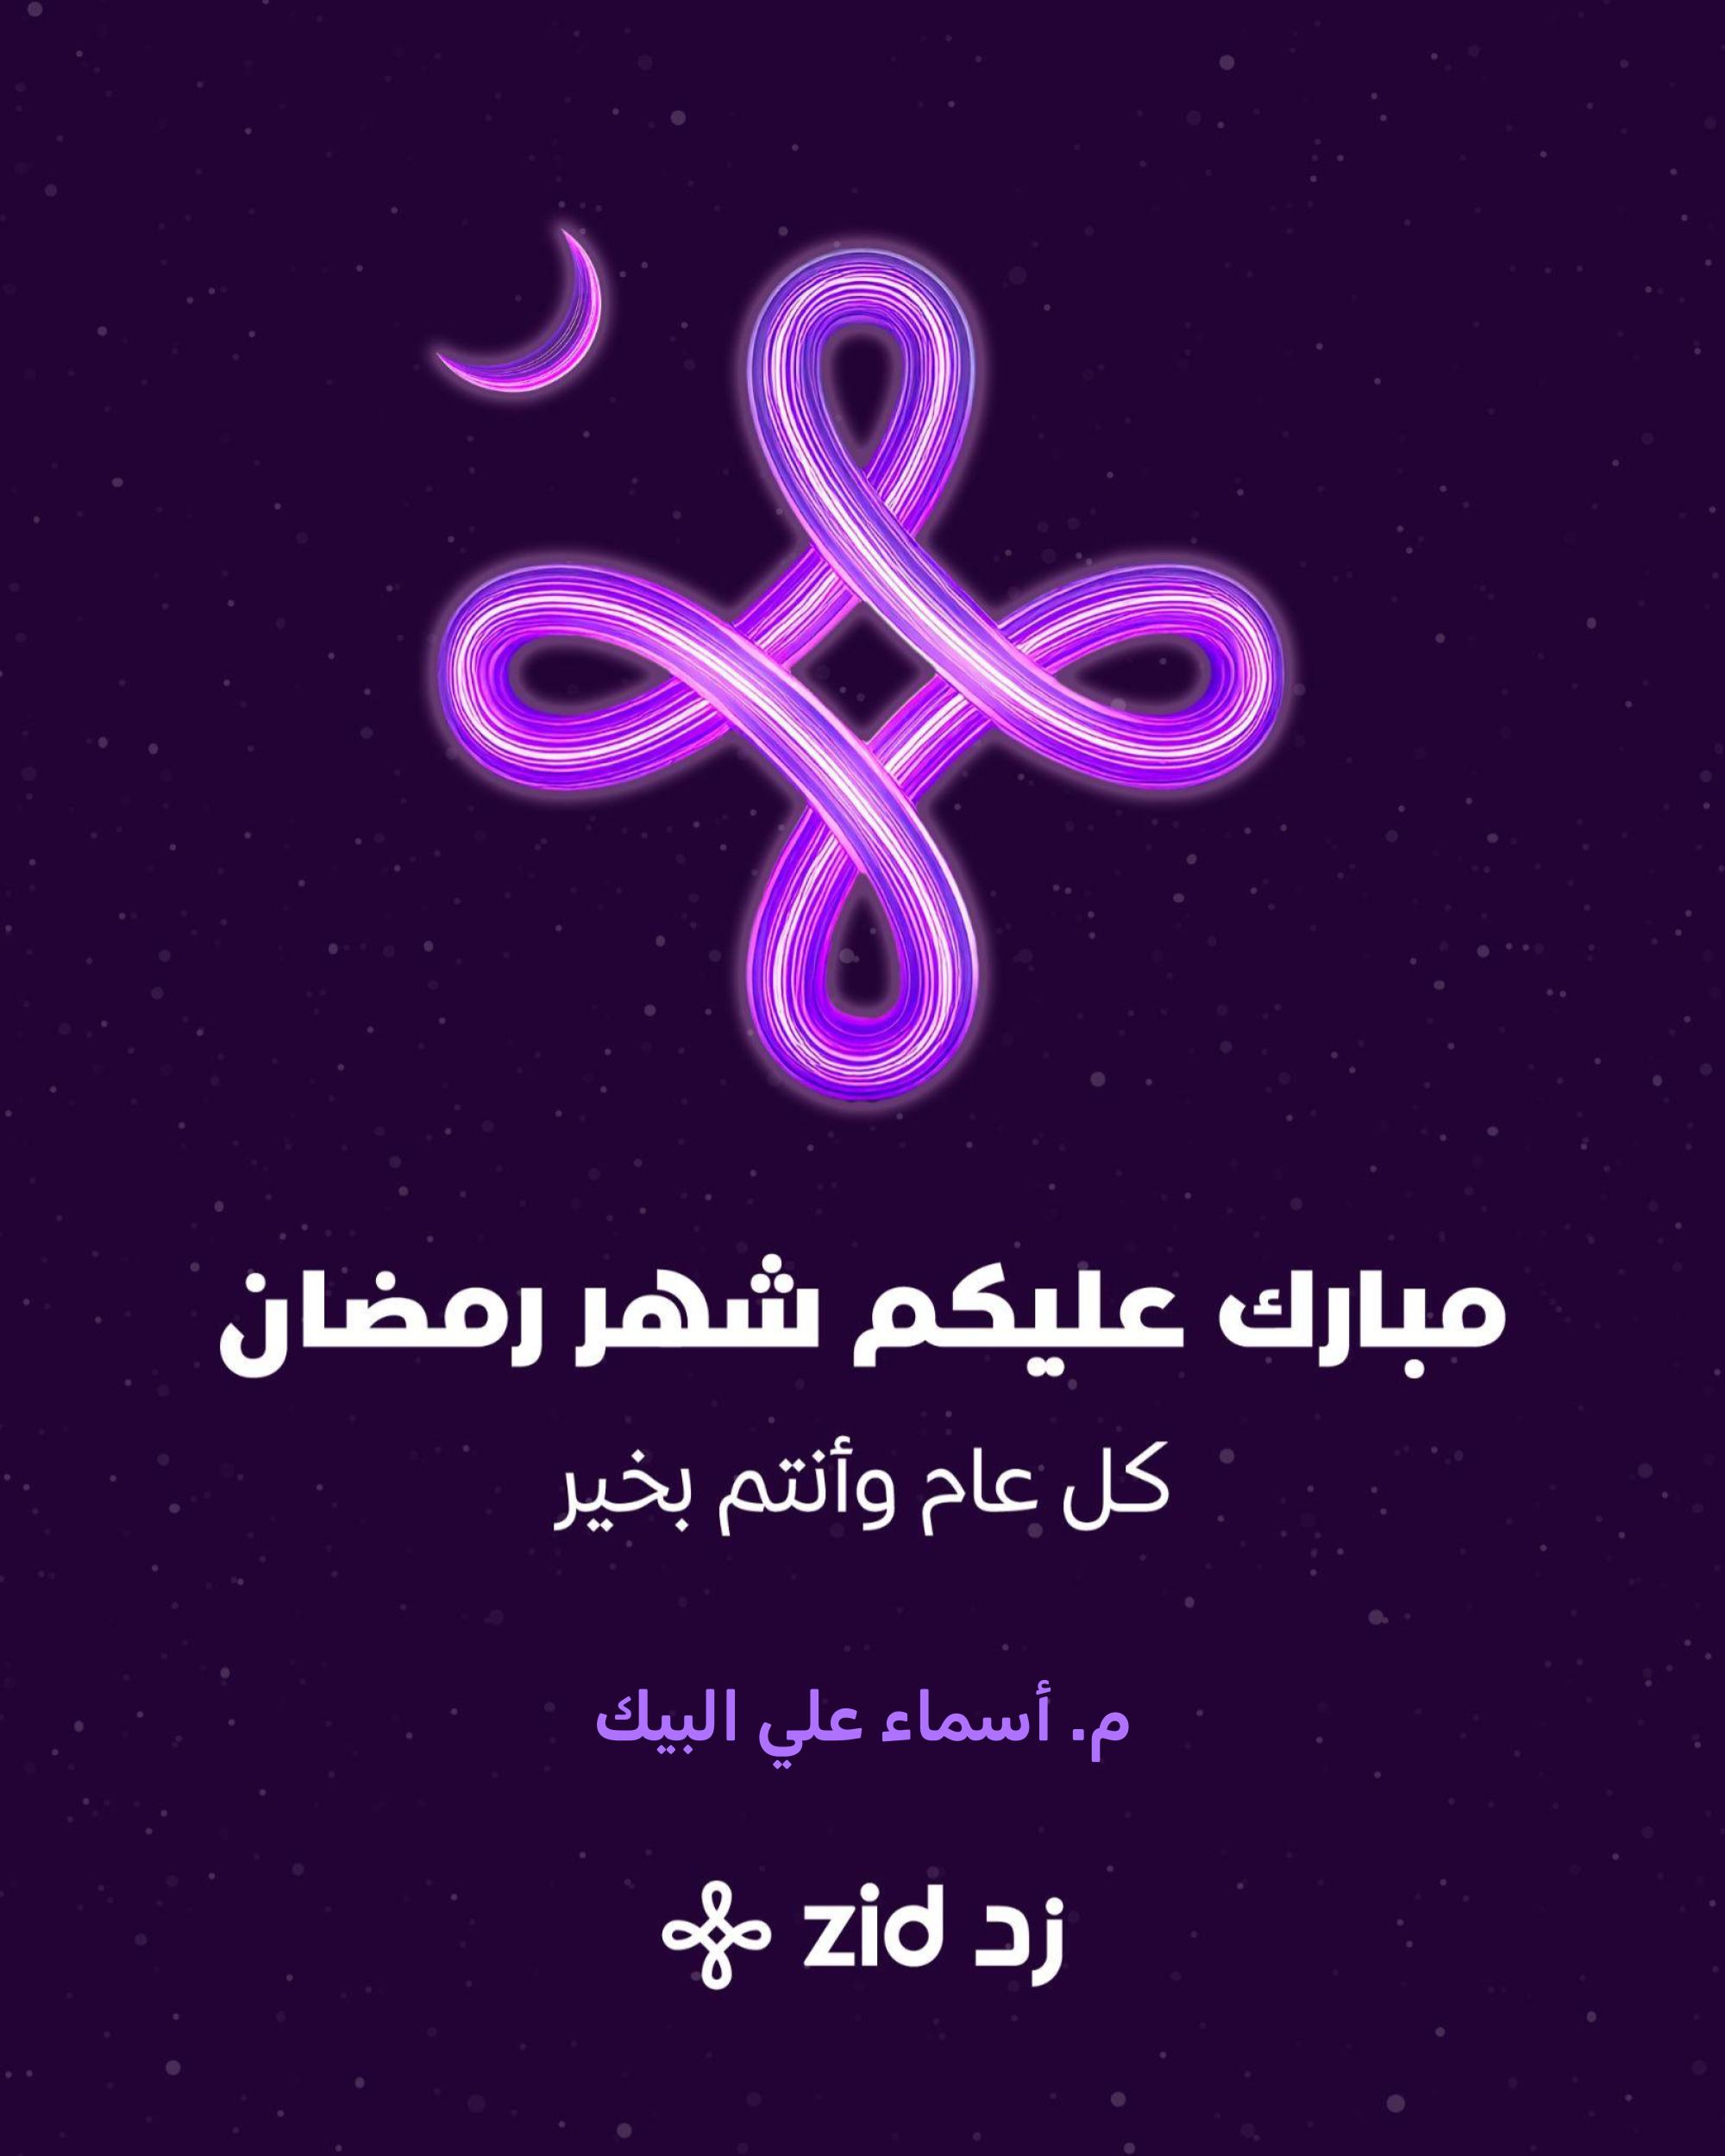 مبارك عليكم شهر رمضان
كل عام وأنتم بخير
م. أسماء علي البيك
زد zid